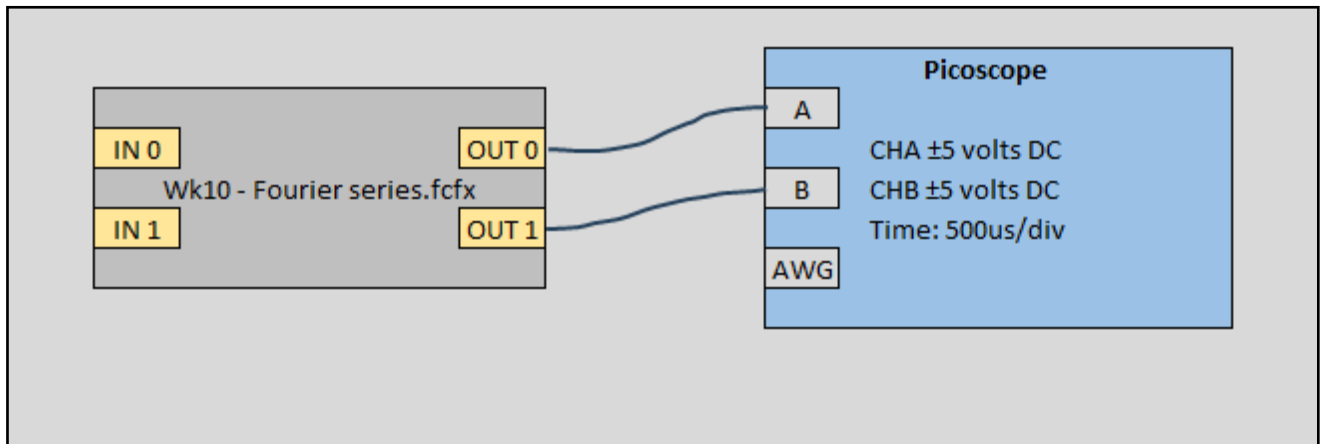 Picoscope
A
IN 0
OUT 0
CHA ±5 volts DC
Wk10 - Fourier series.fcfx
B
CHB ±5 volts DC
IN 1
OUT 1
Time: 500us/div
AWG